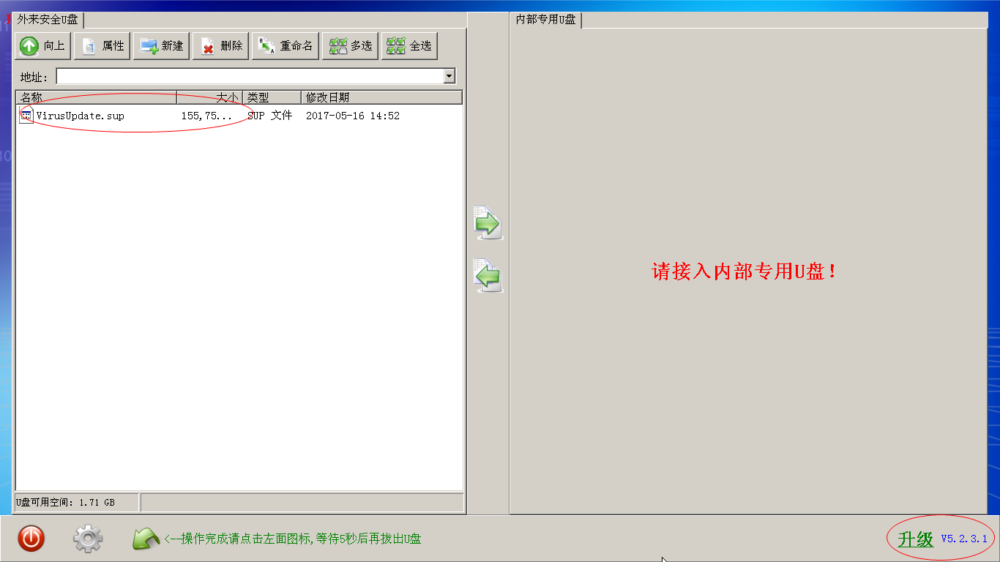 外来安全U盘
内部专用U盘
向上 属性 新建 删除 重命名 多选 全选
地址:
名称 大小 类型 修改日期
VirusUpdate.sup 155,75... SUP 文件 2017-05-16 14:52
请接入内部专用U盘!
U盘可用空间: 1.71 GB
<--操作完成请点击左面图标,等待5秒后再拔出U盘
升级 V5.2.3.1